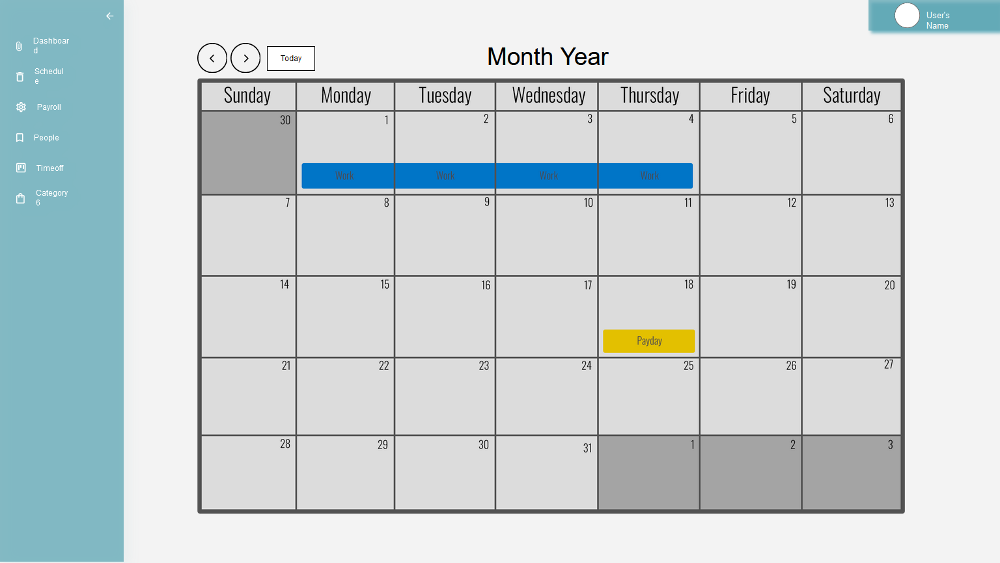 Dashboar
d
Schedul
e
Payroll
People
Timeoff
Category
6
User's
Name
Today
Month Year
Sunday Monday Tuesday Wednesday Thursday Friday Saturday
30 1 2 3 4 5 6
Work Work Work Work
7 8 9 10 11 12 13
14 15 16 17 18 19 20
Payday
21 22 23 24 25 26 27
28 29 30 31 1 2 3